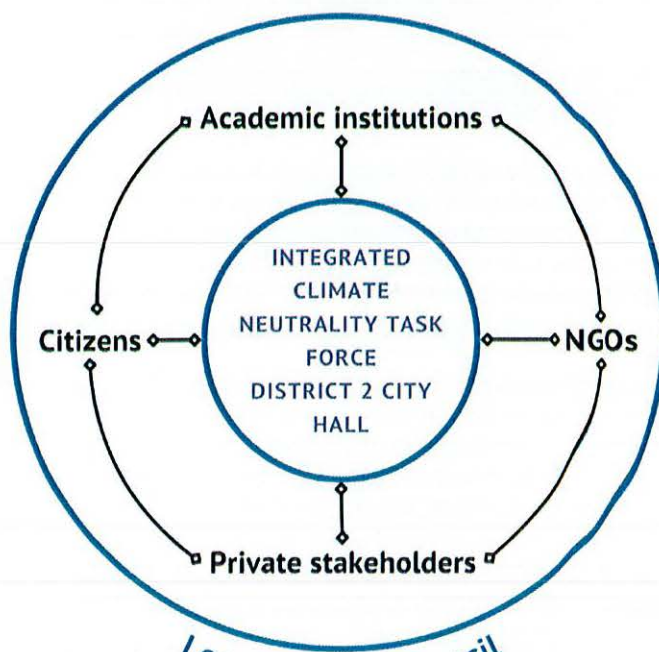 Academic institutions
INTEGRATED
CLIMATE
NEUTRALITY TASK
FORCE
DISTRICT 2 CITY
HALL
Citizens
NGOs
Private stakeholders